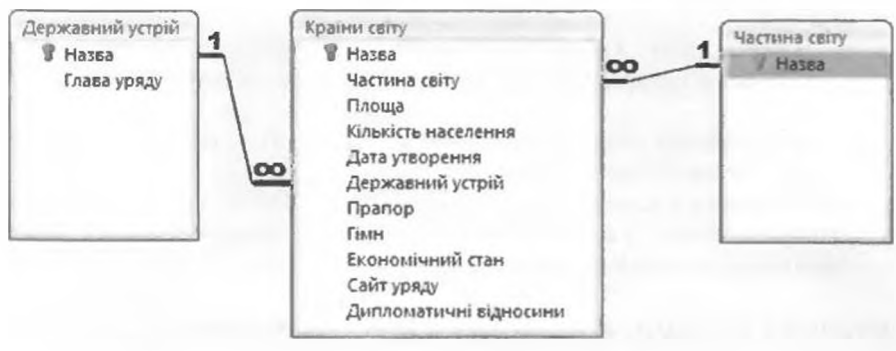 Державний устрій
Назва
Глава уряду
1
∞
Країни світу
Назва
Частина світу
Площа
Кількість населення
Дата утворення
Державний устрій
Прапор
Гімн
Економічний стан
Сайт уряду
Дипломатичні відносини
∞
1
Частина світу
Назва